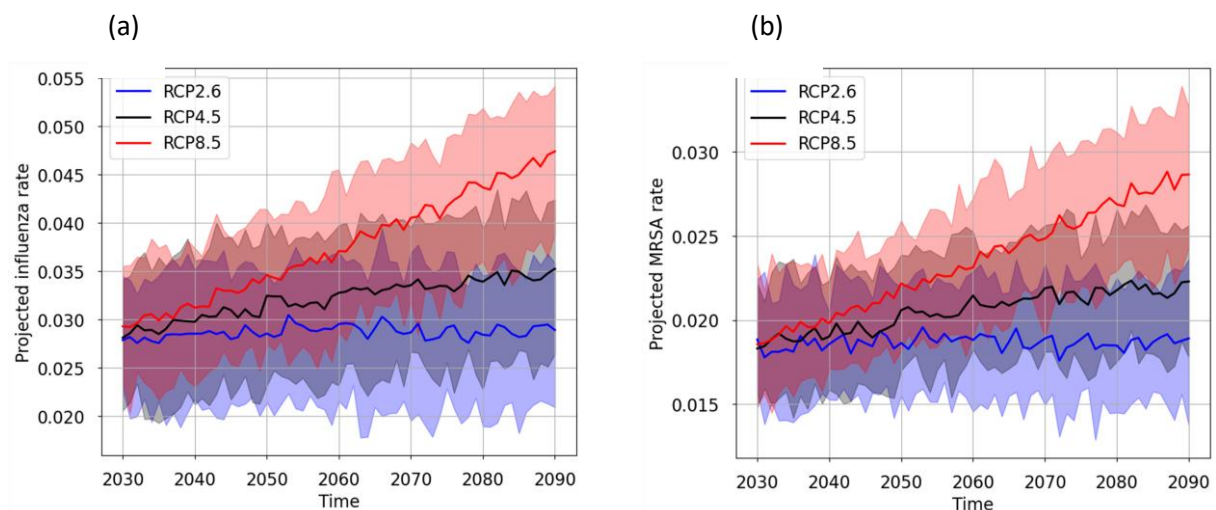 (a)
(b)
Projected influenza rate
0.055
0.050
0.045
0.040
0.035
0.030
0.025
0.020
RCP2.6
RCP4.5
RCP8.5
2030 2040 2050 2060 2070 2080 2090
Time
Projected MRSA rate
0.030
0.025
0.020
0.015
RCP2.6
RCP4.5
RCP8.5
2030 2040 2050 2060 2070 2080 2090
Time